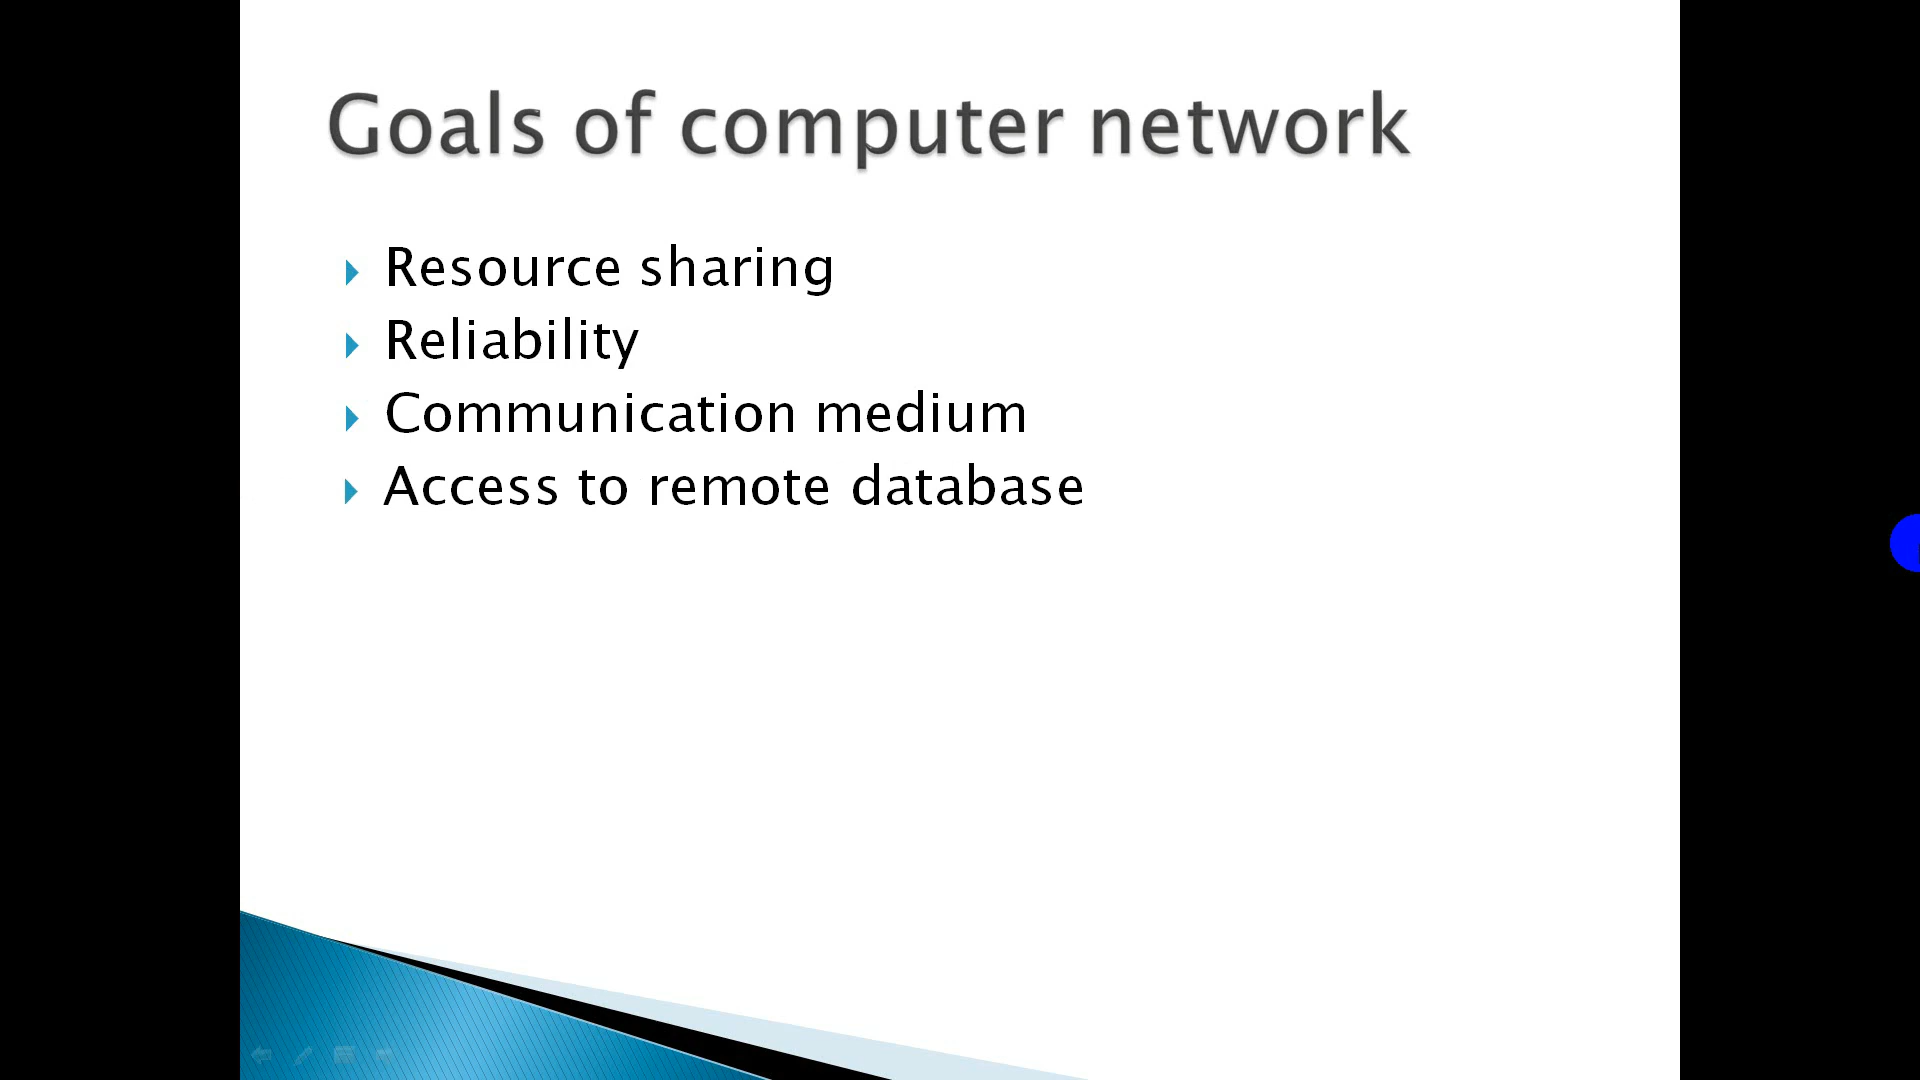 Goals of computer network
Resource sharing
Reliability
Communication medium
Access to remote database